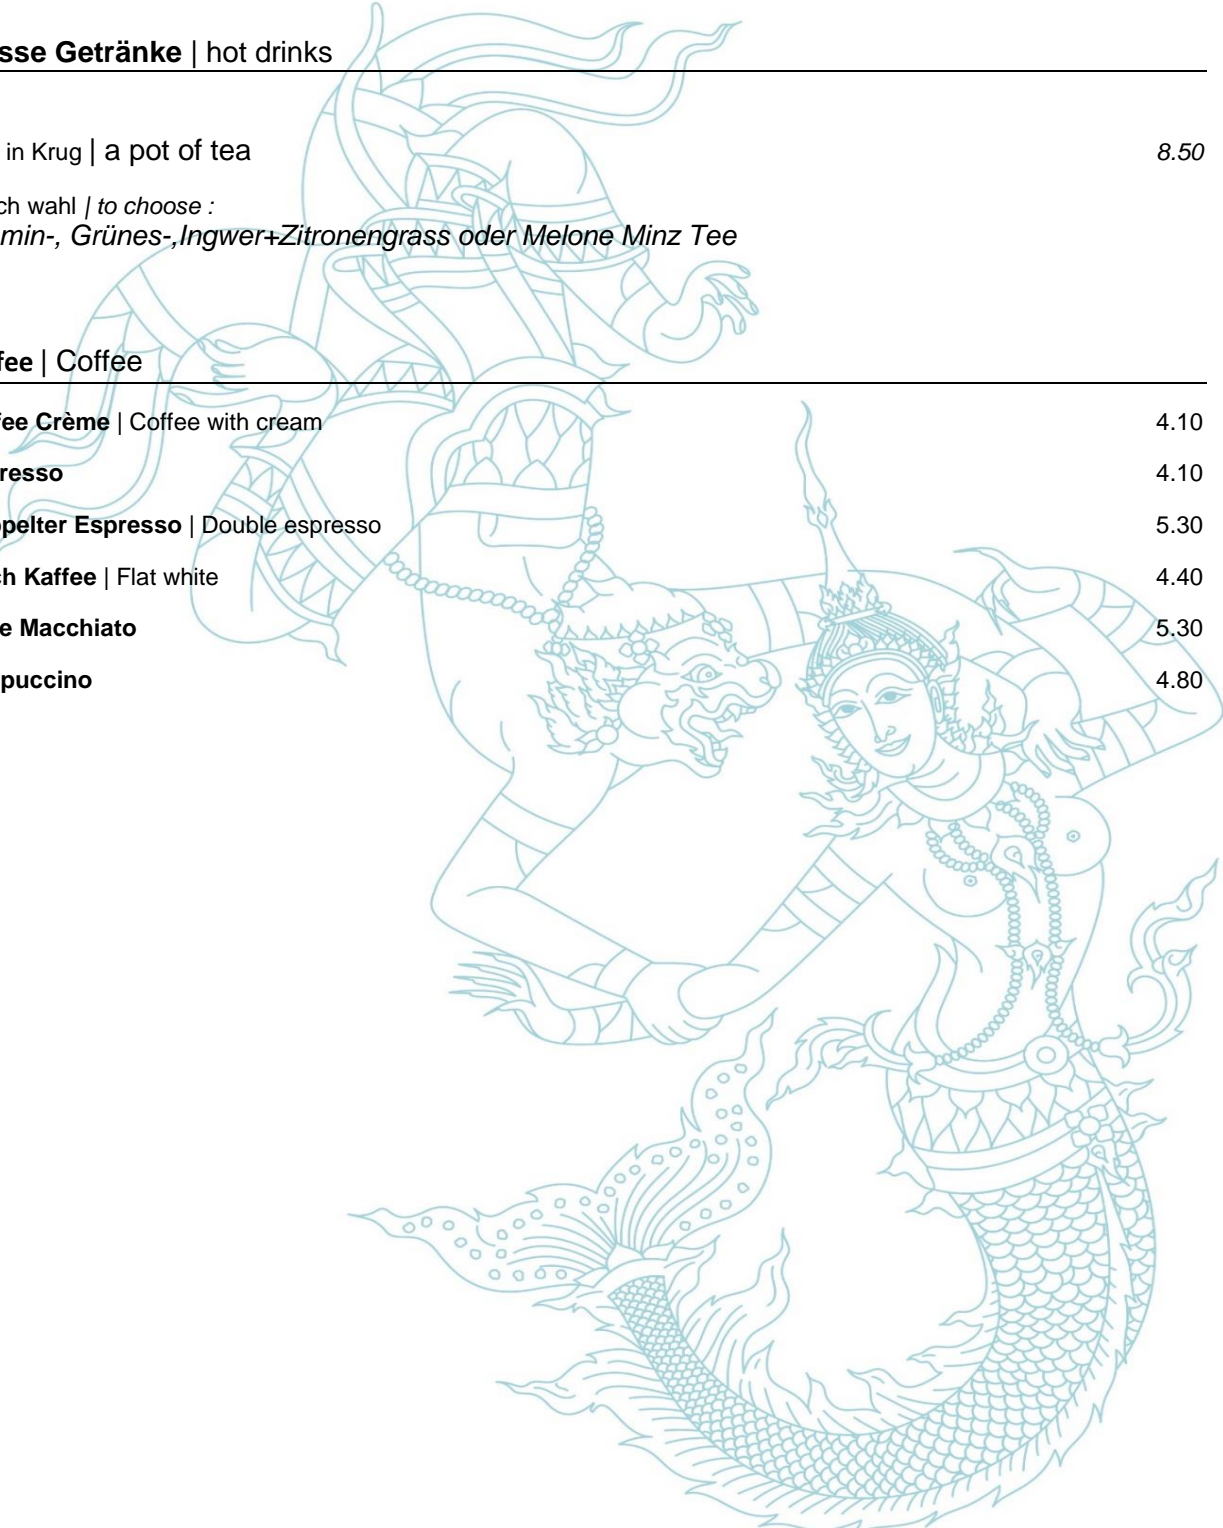 sse Getränke | hot drinks
in Krug | a pot of tea 8.50
ch wahl | to choose :
min-, Grünes-,Ingwer+Zitronengrass oder Melone Minz Tee
fee | Coffee
fee Crème | Coffee with cream 4.10
resso 4.10
pelter Espresso | Double espresso 5.30
ch Kaffee | Flat white 4.40
e Macchiato 5.30
puccino 4.80